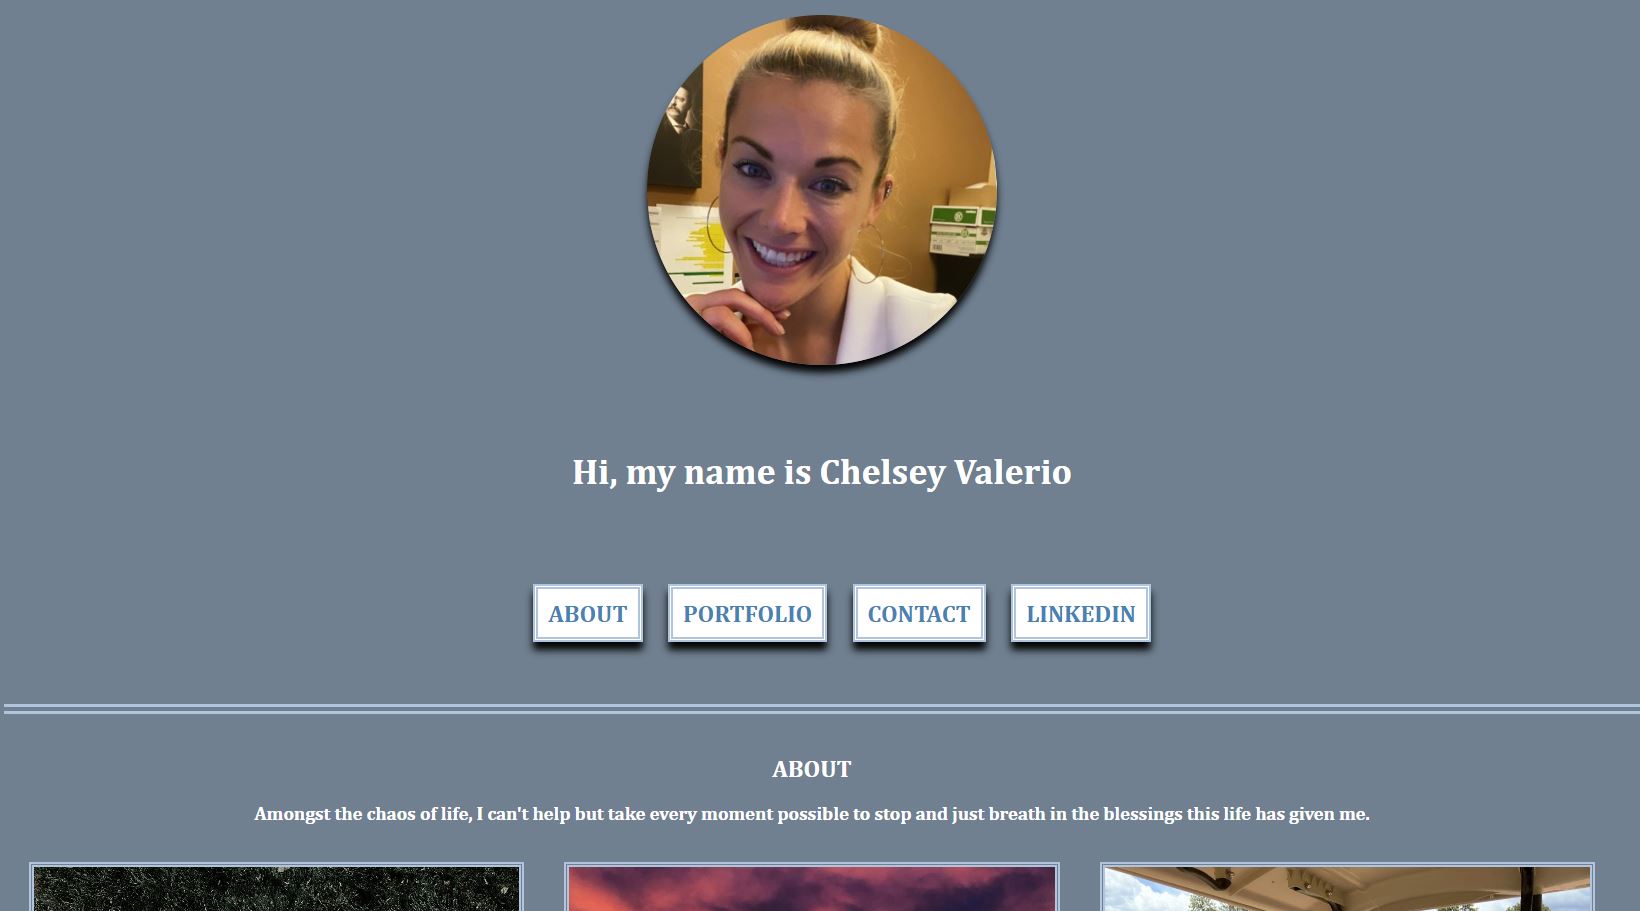 Hi, my name is Chelsey Valerio
ABOUT PORTFOLIO CONTACT LINKEDIN
ABOUT
Amongst the chaos of life, I can't help but take every moment possible to stop and just breath in the blessings this life has given me.